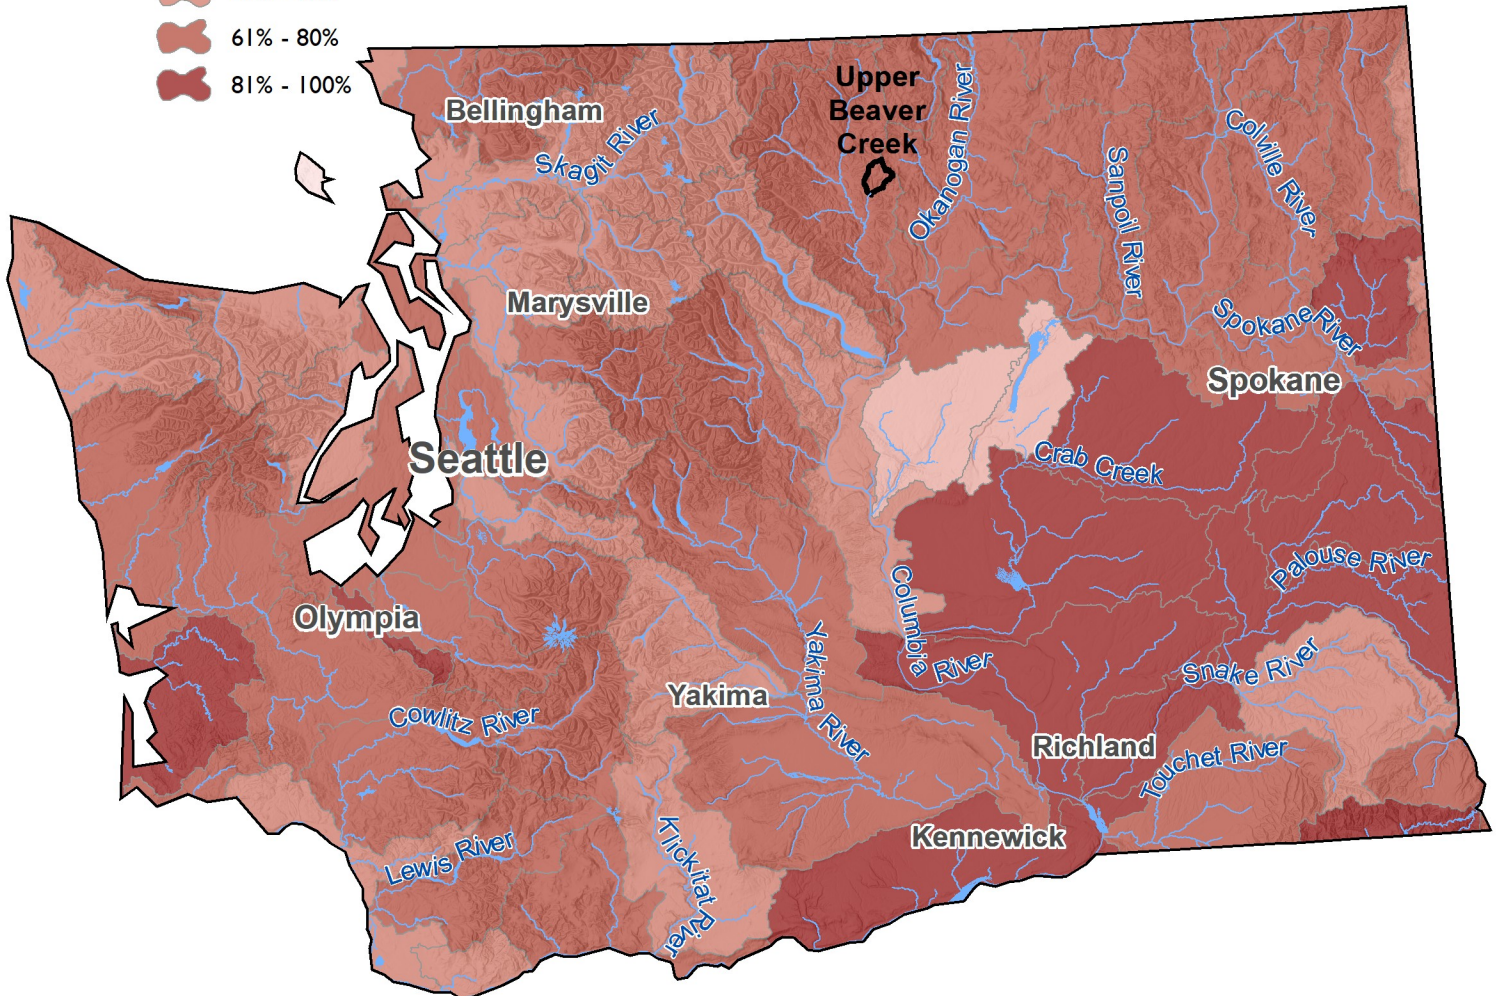 61% - 80%
81% - 100%
Upper
Beaver
Creek
Bellingham
Skagit River
Okanogan River
Sanpoil River
Colville River
Marysville
Spokane River
Spokane
Seattle
Crab Creek
Palouse River
Columbia River
Olympia
Yakima River
Snake River
Yakima
Cowlitz River
Richland
Touchet River
Kennewick
Lewis River
Klickitat River